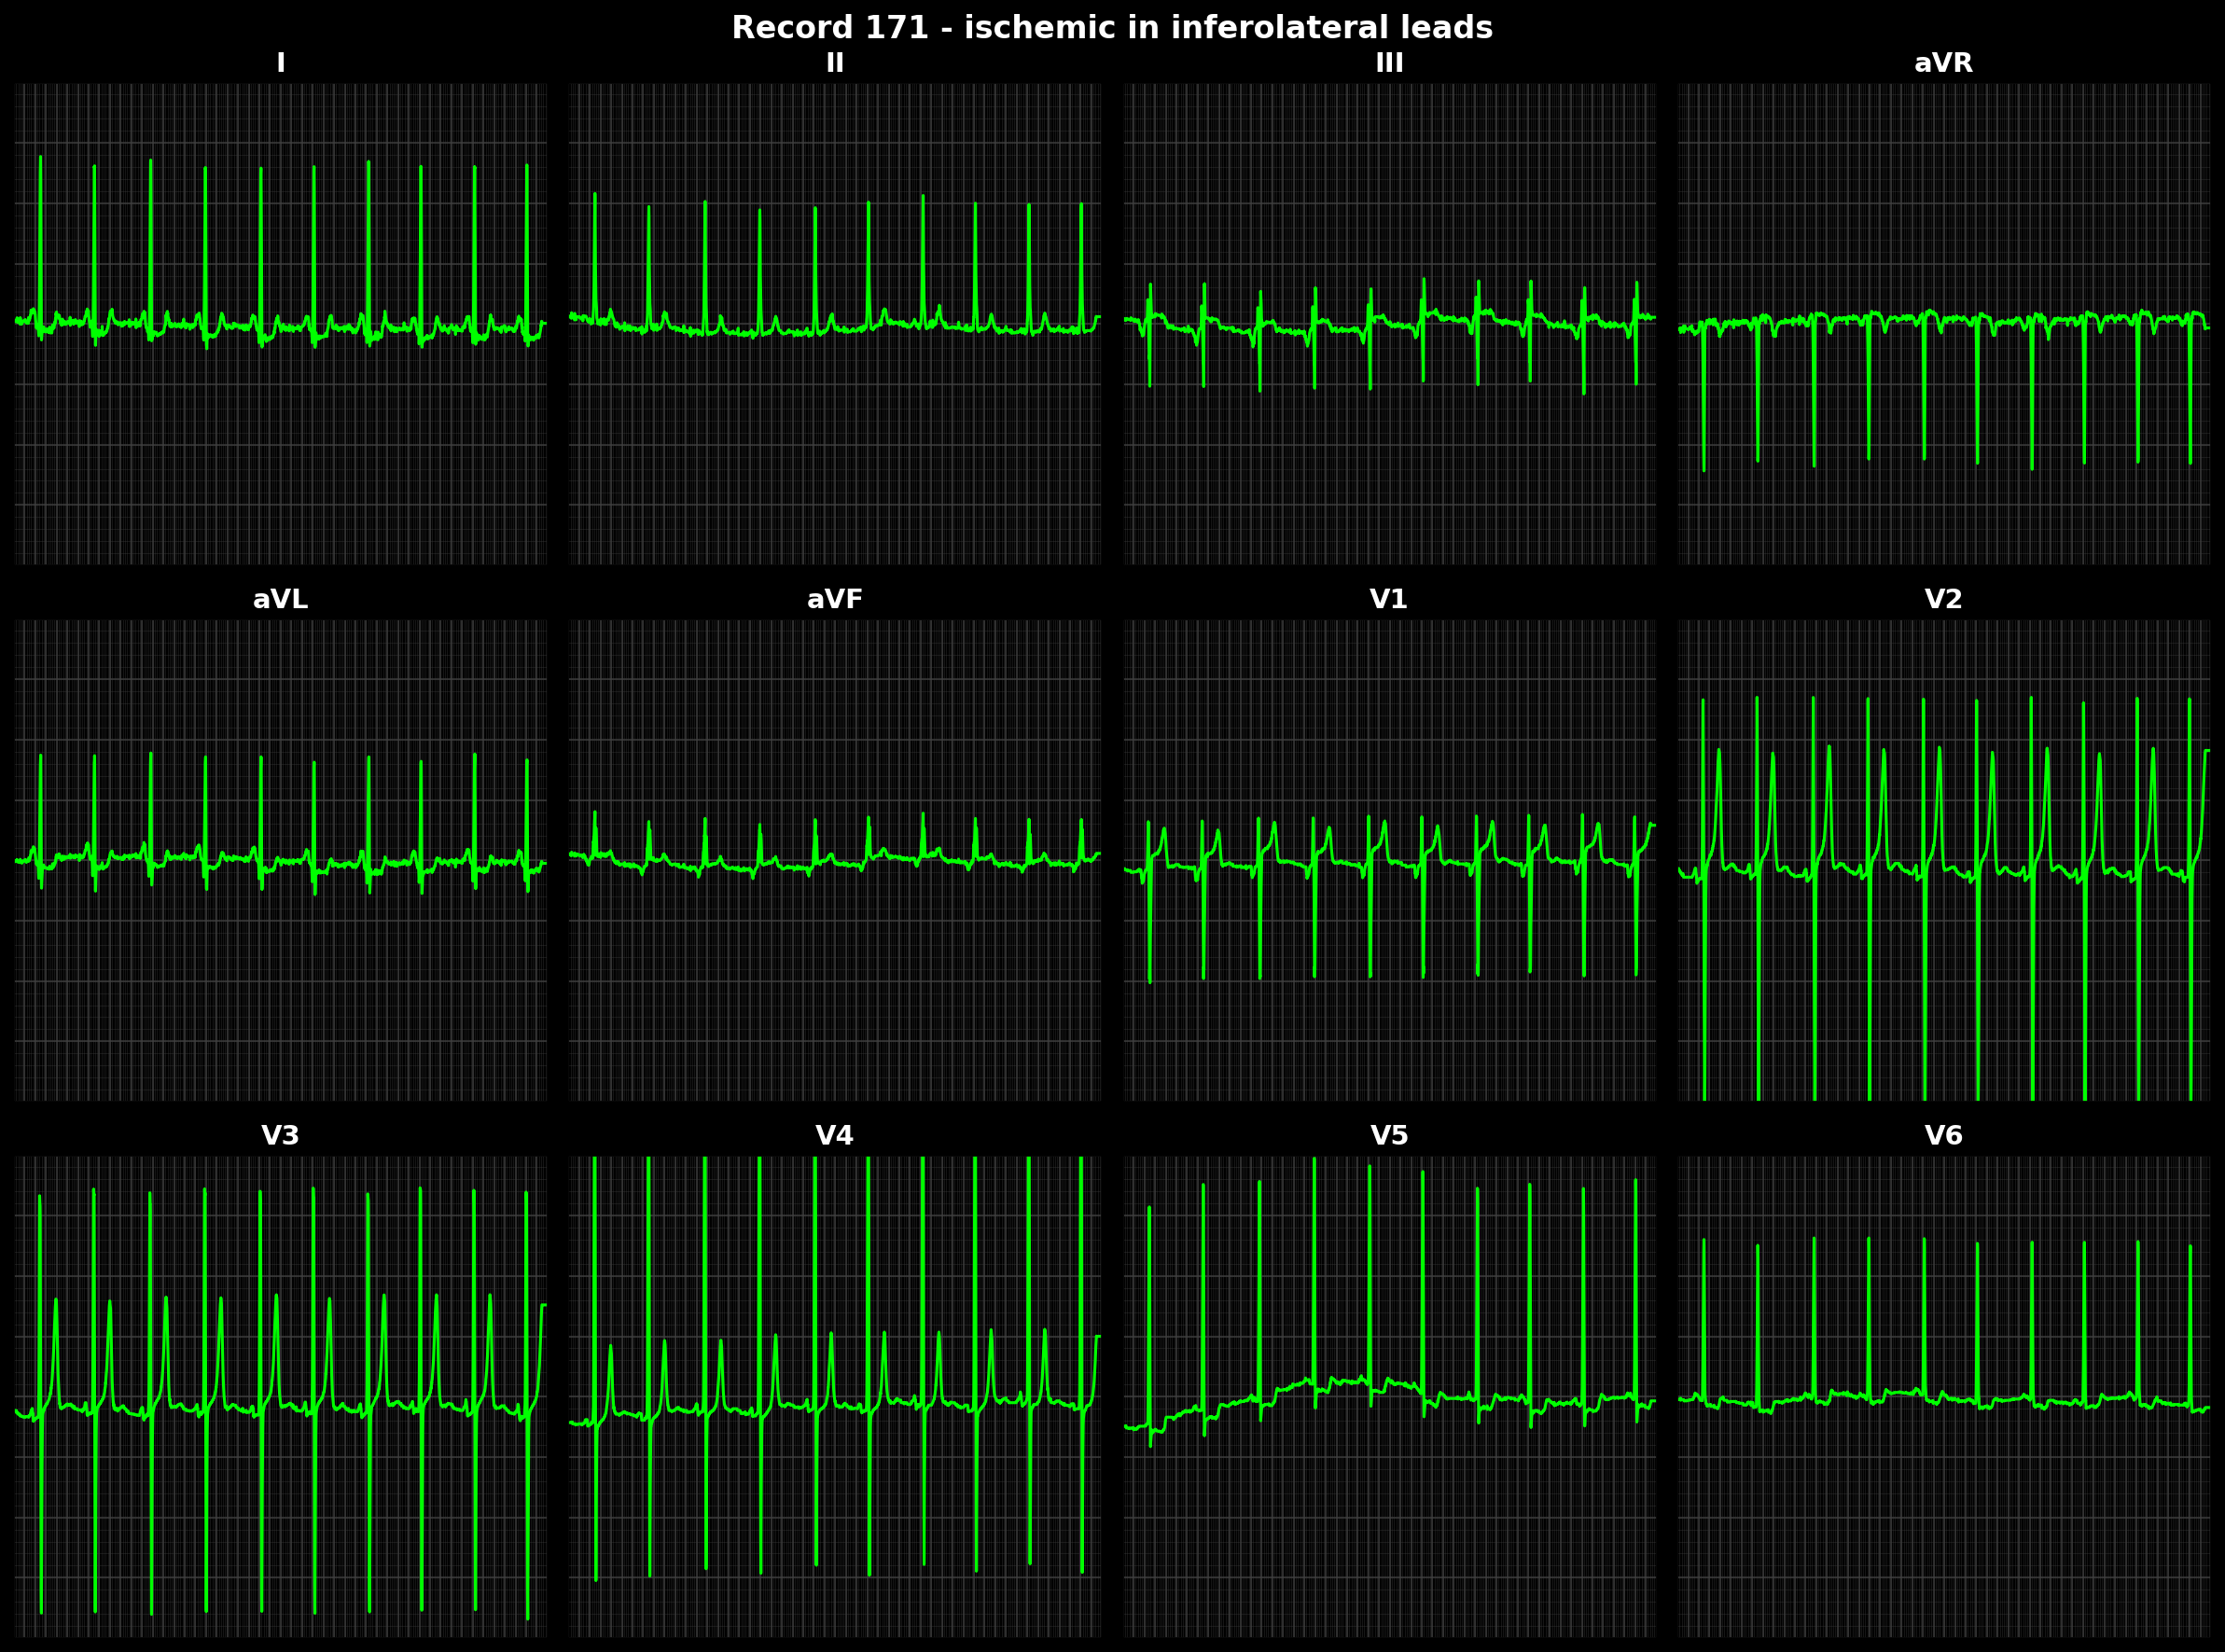 Record 171 - ischemic in inferolateral leads
I II III aVR
aVL aVF V1 V2
V3 V4 V5 V6